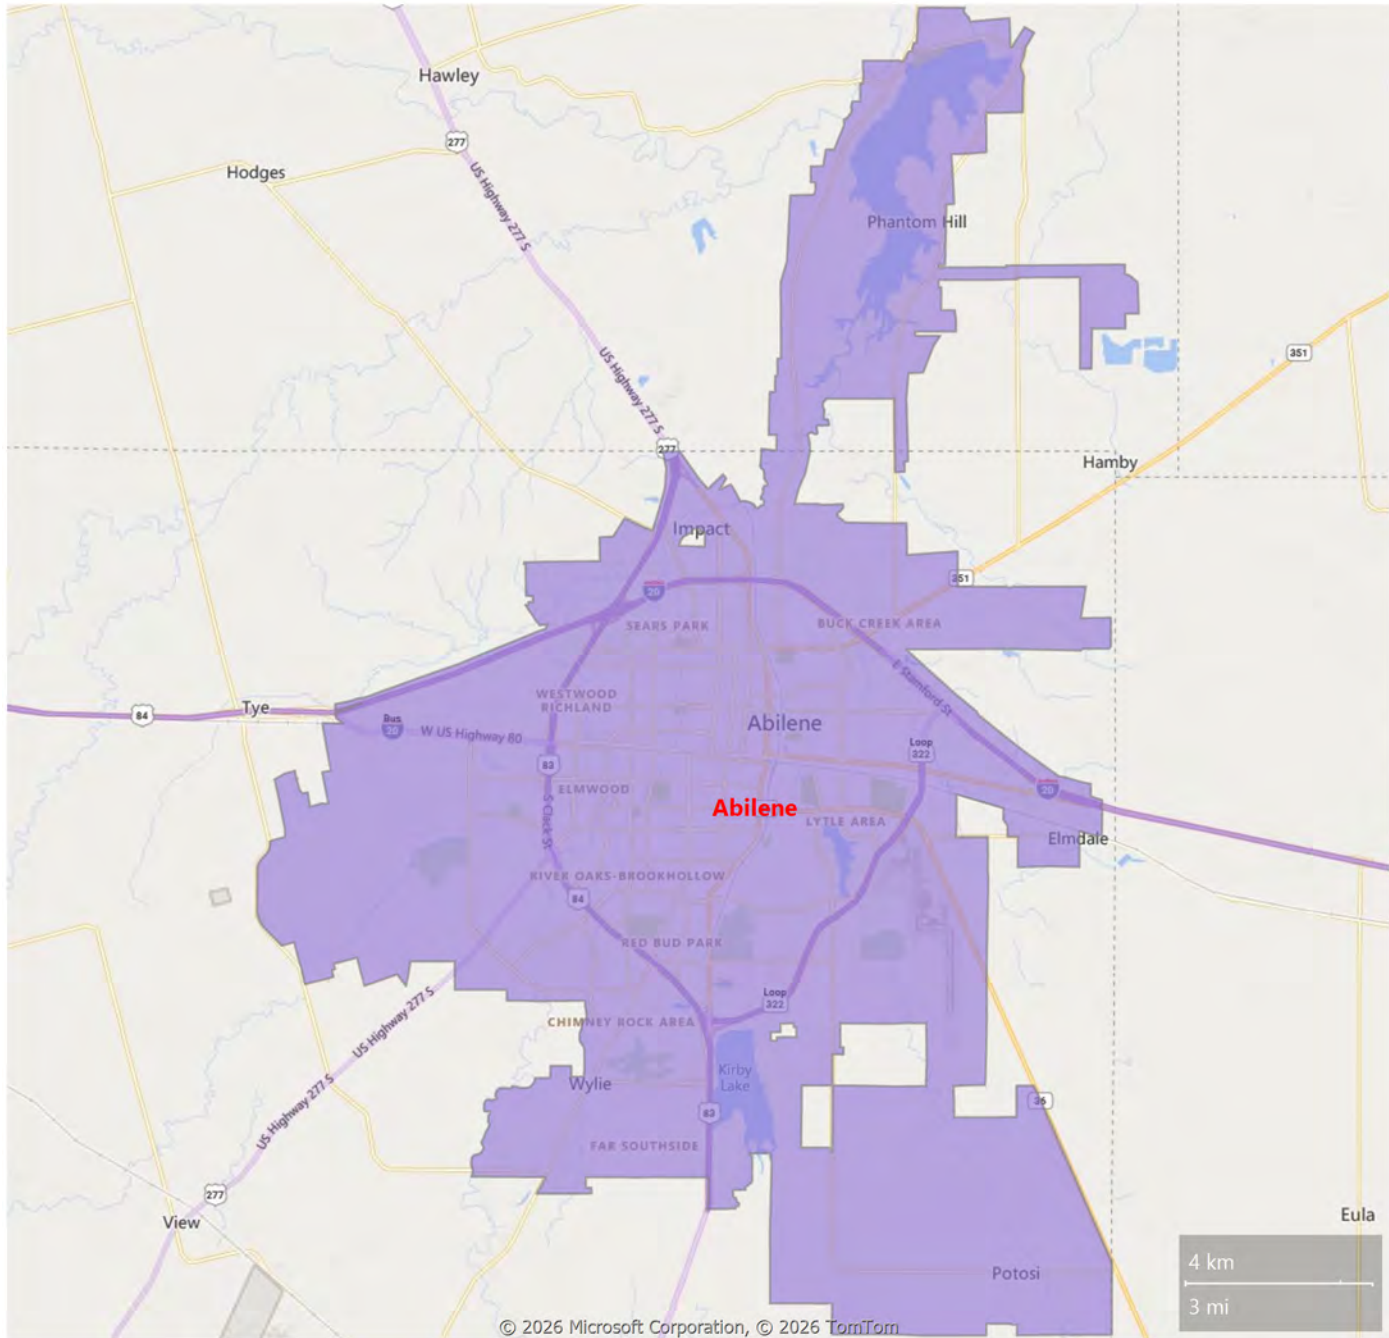 Hawley
277
Hodges
US Highway 277 S
Phantom Hill
US Highway 277 S
351
277
Hamby
Impact
351
20
SEARS PARK
BUCK CREEK AREA
E Stamford St
WESTWOOD
RICHLAND
Tye
84
Bus
20
W US Highway 80
Abilene
Loop
322
83
ELMWOOD
20
S Clack St
Abilene
LYTLE AREA
Elmdale
RIVER OAKS-BROOKHOLLOW
84
RED BUD PARK
Loop
322
US Highway 277 S
CHIMNEY ROCK AREA
Kirby
Lake
Wylie
36
US Highway 277 S
83
FAR SOUTHSIDE
277
View
Eula
Potosi
4 km
3 mi
© 2026 Microsoft Corporation, © 2026 TomTom